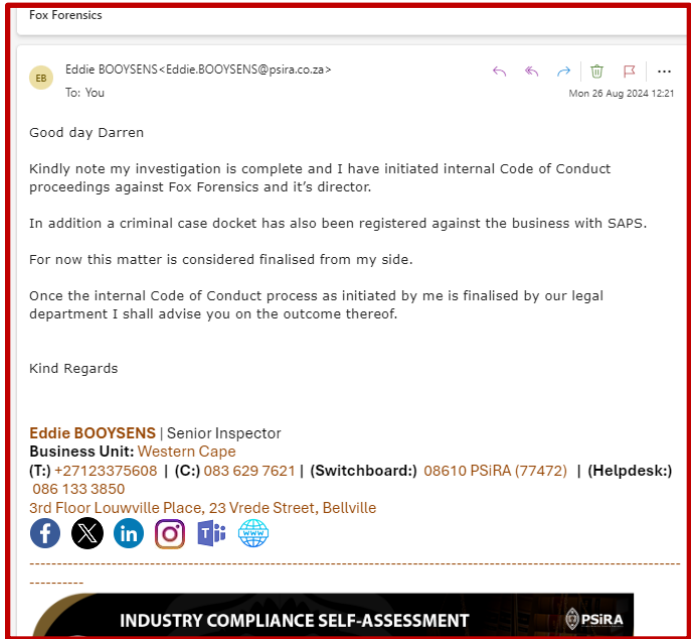 Fox Forensics
EB
Eddie BOOYSENS<Eddie.BOOYSENS@psira.co.za>
To: You
Mon 26 Aug 2024 12:21
Good day Darren
Kindly note my investigation is complete and I have initiated internal Code of Conduct
proceedings against Fox Forensics and it's director.
In addition a criminal case docket has also been registered against the business with SAPS.
For now this matter is considered finalised from my side.
Once the internal Code of Conduct process as initiated by me is finalised by our legal
department I shall advise you on the outcome thereof.
Kind Regards
Eddie BOOYSENS | Senior Inspector
Business Unit: Western Cape
(T:) +27123375608 | (C:) 083 629 7621 | (Switchboard:) 08610 PSiRA (77472) | (Helpdesk:)
086 133 3850
3rd Floor Louwville Place, 23 Vrede Street, Bellville
f X in T WWW
--------------------------------------------------------------------------------
----------
INDUSTRY COMPLIANCE SELF-ASSESSMENT PSiRA